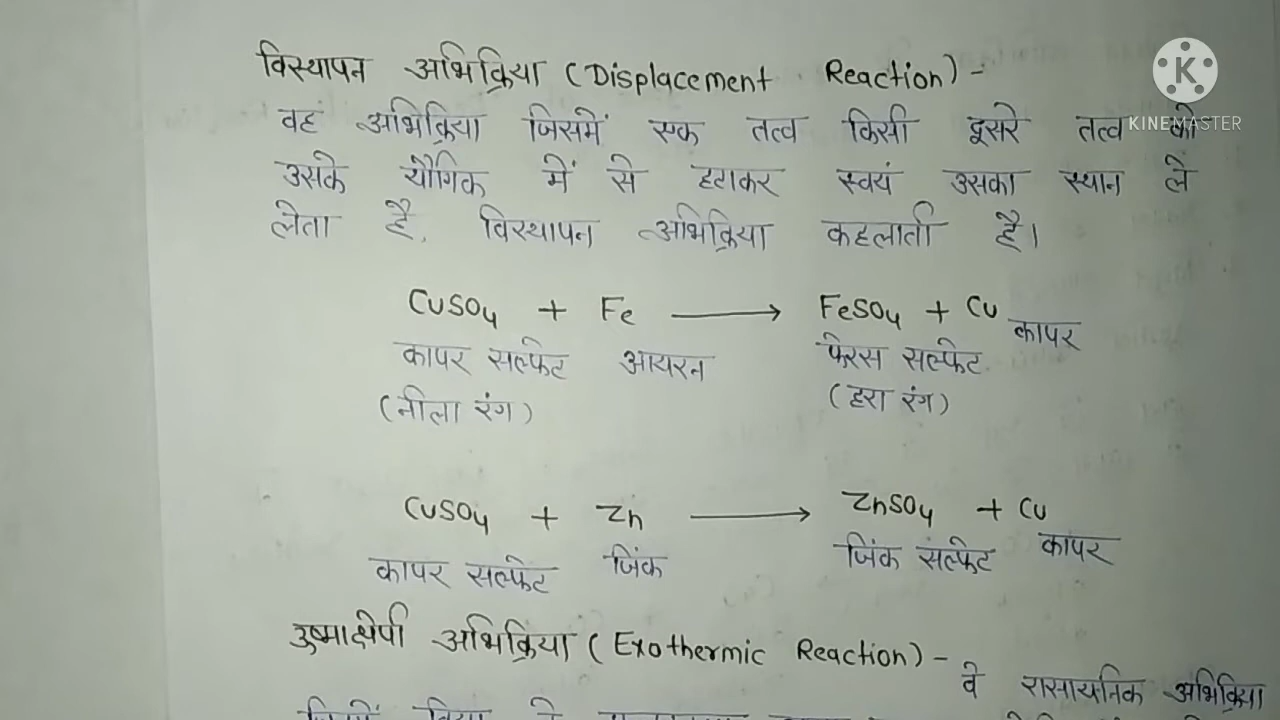 विस्थापन अभिक्रिया (Displacement Reaction) -
वह अभिक्रिया जिसमें एक तत्व किसी दूसरे तत्व को
उसके यौगिक में से हटाकर स्वयं उसका स्थान ले
लेता है, विस्थापन अभिक्रिया कहलाती है।
CuSO4 + Fe ⟶ FeSO4 + Cu
कापर सल्फेट आयरन फेरस सल्फेट कापर
(नीला रंग) (हरा रंग)
CuSO4 + Zn ⟶ ZnSO4 + Cu
कापर सल्फेट जिंक जिंक सल्फेट कापर
उष्माक्षेपी अभिक्रिया (Exothermic Reaction) -
वे रासायनिक अभिक्रिया
K
KINEMASTER